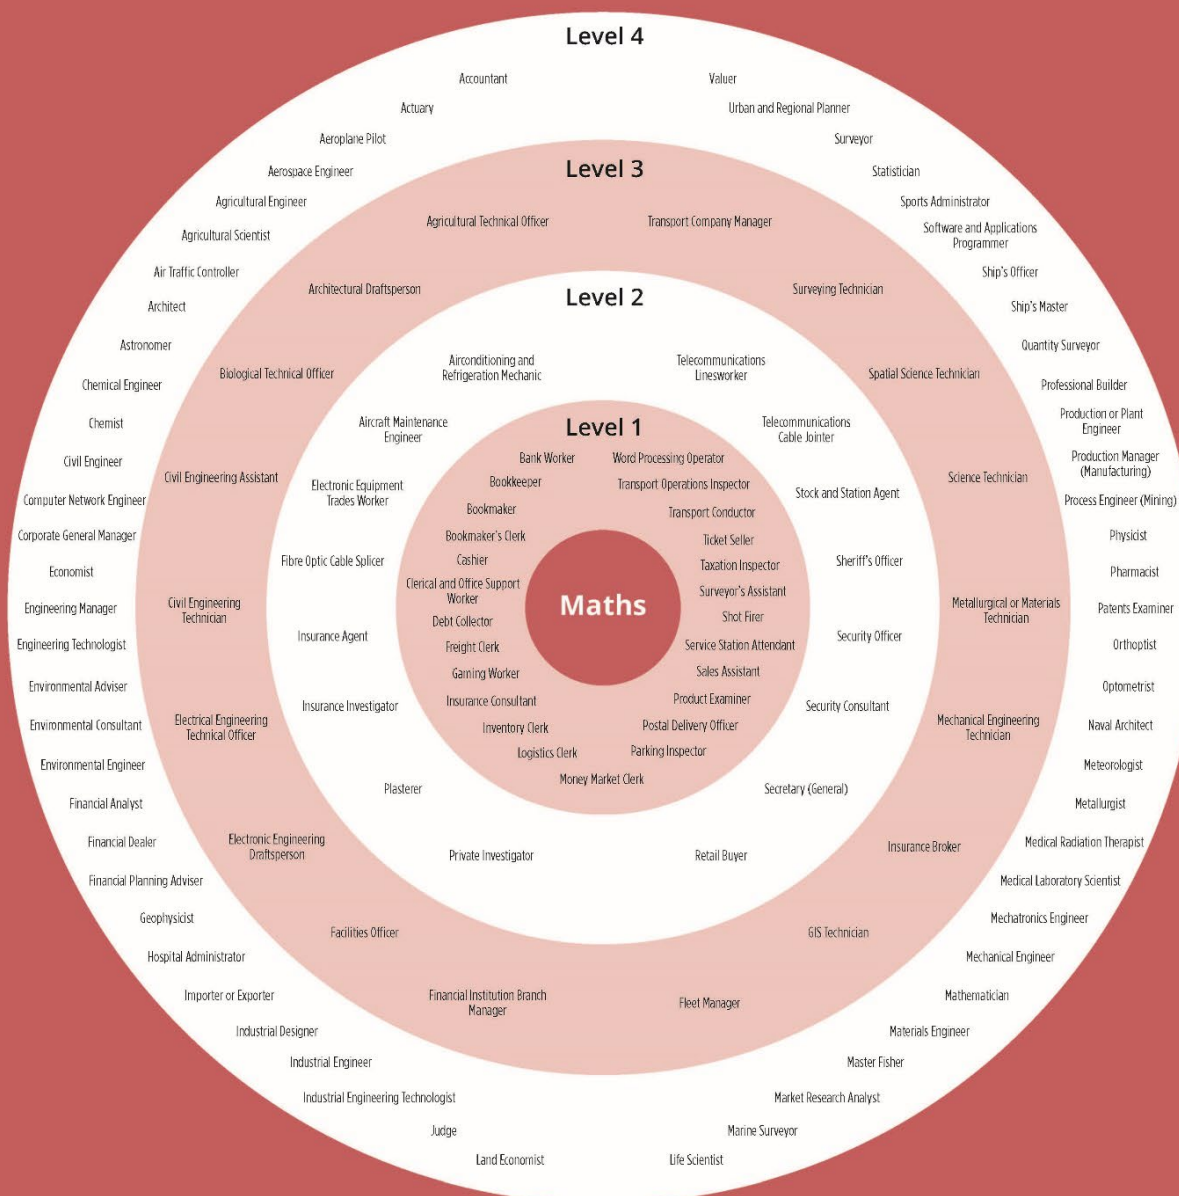 Level 4
Accountant
Valuer
Actuary
Urban and Regional Planner
Aeroplane Pilot
Surveyor
Aerospace Engineer
Statistician
Agricultural Engineer
Sports Administrator
Agricultural Scientist
Software and Applications
Programmer
Air Traffic Controller
Ship's Officer
Architect
Ship's Master
Astronomer
Quantity Surveyor
Chemical Engineer
Professional Builder
Chemist
Production or Plant
Engineer
Civil Engineer
Production Manager
(Manufacturing)
Computer Network Engineer
Process Engineer (Mining)
Corporate General Manager
Physicist
Economist
Pharmacist
Engineering Manager
Patents Examiner
Engineering Technologist
Orthoptist
Environmental Adviser
Optometrist
Environmental Consultant
Naval Architect
Environmental Engineer
Meteorologist
Financial Analyst
Metallurgist
Financial Dealer
Medical Radiation Therapist
Financial Planning Adviser
Medical Laboratory Scientist
Geophysicist
Mechatronics Engineer
Hospital Administrator
Mechanical Engineer
Importer or Exporter
Mathematician
Industrial Designer
Materials Engineer
Industrial Engineer
Master Fisher
Industrial Engineering Technologist
Market Research Analyst
Judge
Marine Surveyor
Land Economist
Life Scientist
Level 3
Agricultural Technical Officer
Transport Company Manager
Architectural Draftsperson
Surveying Technician
Biological Technical Officer
Spatial Science Technician
Civil Engineering Assistant
Science Technician
Civil Engineering
Technician
Metallurgical or Materials
Technician
Electrical Engineering
Technical Officer
Mechanical Engineering
Technician
Electronic Engineering
Draftsperson
Insurance Broker
Facilities Officer
GIS Technician
Financial Institution Branch
Manager
Fleet Manager
Level 2
Airconditioning and
Refrigeration Mechanic
Telecommunications
Linesworker
Aircraft Maintenance
Engineer
Telecommunications
Cable Jointer
Electronic Equipment
Trades Worker
Stock and Station Agent
Fibre Optic Cable Splicer
Sheriff's Officer
Insurance Agent
Security Officer
Insurance Investigator
Security Consultant
Plasterer
Secretary (General)
Private Investigator
Retail Buyer
Level 1
Bank Worker
Word Processing Operator
Bookkeeper
Transport Operations Inspector
Bookmaker
Transport Conductor
Bookmaker's Clerk
Ticket Seller
Cashier
Taxation Inspector
Clerical and Office Support
Worker
Surveyor's Assistant
Debt Collector
Shot Firer
Freight Clerk
Service Station Attendant
Gaming Worker
Sales Assistant
Insurance Consultant
Product Examiner
Inventory Clerk
Postal Delivery Officer
Logistics Clerk
Parking Inspector
Money Market Clerk
Maths